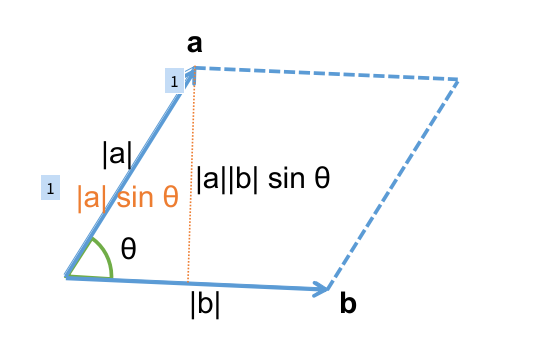 a
1
|a|
|a||b| sin θ
1
|a| sin θ
θ
|b|
b